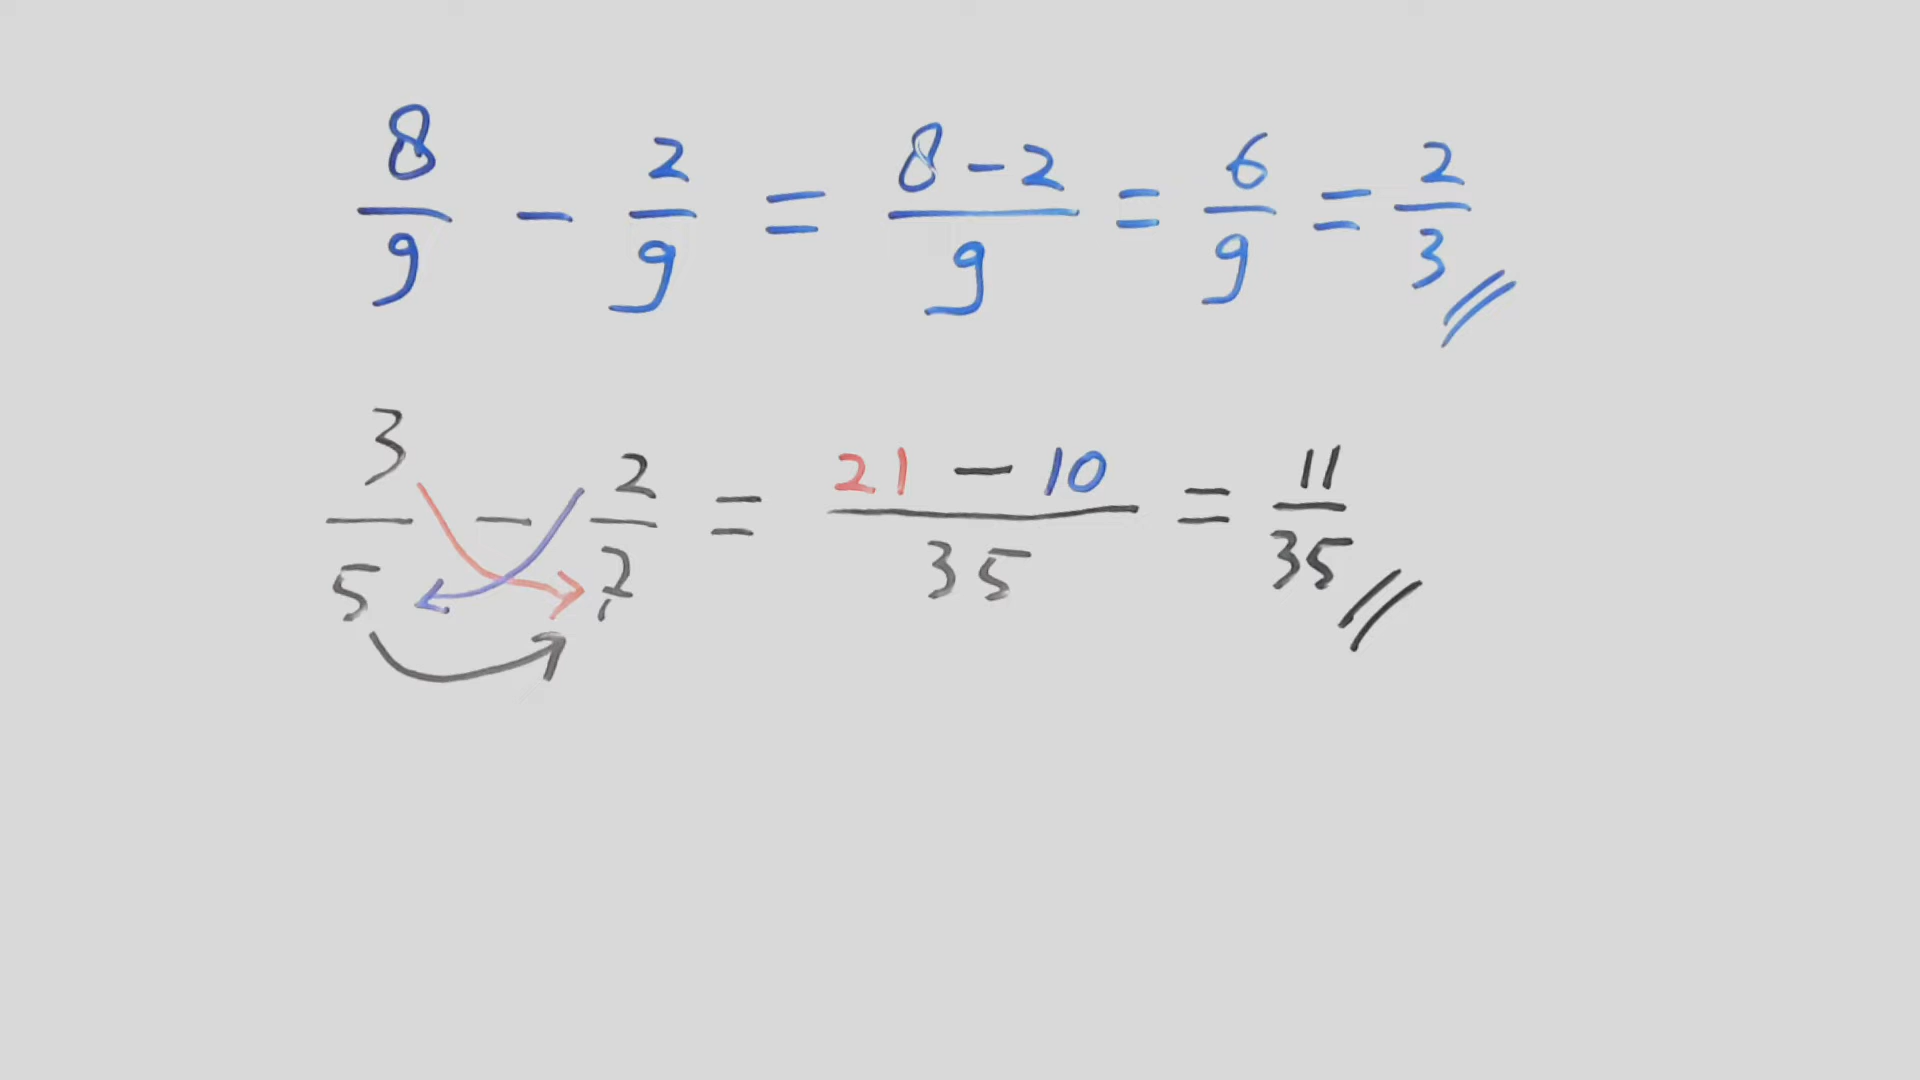 8/9 - 2/9 = (8-2)/9 = 6/9 = 2/3
3/5 - 2/7 = (21 - 10)/35 = 11/35